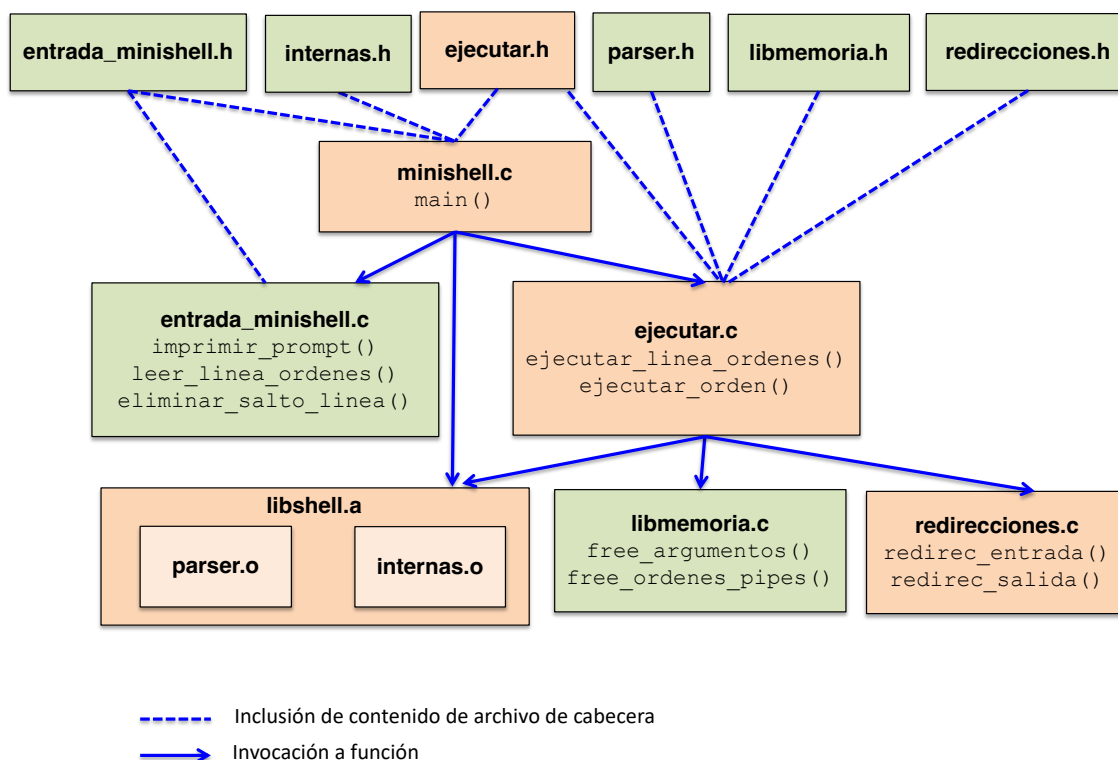 entrada_minishell.h
internas.h
ejecutar.h
parser.h
libmemoria.h
redirecciones.h
minishell.c
main()
entrada_minishell.c
imprimir_prompt()
leer_linea_ordenes()
eliminar_salto_linea()
ejecutar.c
ejecutar_linea_ordenes()
ejecutar_orden()
libshell.a
parser.o
internas.o
libmemoria.c
free_argumentos()
free_ordenes_pipes()
redirecciones.c
redirec_entrada()
redirec_salida()
Inclusión de contenido de archivo de cabecera
Invocación a función